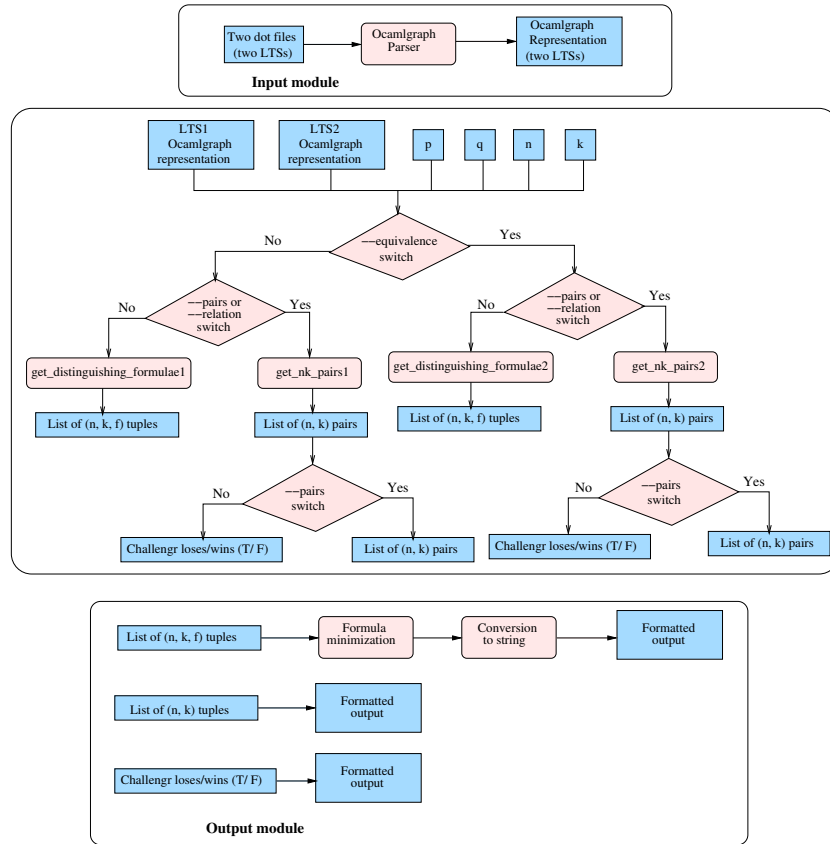 Two dot files
(two LTSs)
Ocamlgraph
Parser
Ocamlgraph
Representation
(two LTSs)
Input module
LTS1
Ocamlgraph
representation
LTS2
Ocamlgraph
representation
p
q
n
k
No
−−equivalence
switch
Yes
No
−−pairs or
−−relation
switch
Yes
No
−−pairs or
−−relation
switch
Yes
get_distinguishing_formulae1
get_nk_pairs1
get_distinguishing_formulae2
get_nk_pairs2
List of (n, k, f) tuples
List of (n, k) pairs
List of (n, k, f) tuples
List of (n, k) pairs
No
−−pairs
switch
Yes
No
−−pairs
switch
Yes
Challengr loses/wins (T/ F)
List of (n, k) pairs
Challengr loses/wins (T/ F)
List of (n, k) pairs
List of (n, k, f) tuples
Formula
minimization
Conversion
to string
Formatted
output
List of (n, k) tuples
Formatted
output
Challengr loses/wins (T/ F)
Formatted
output
Output module